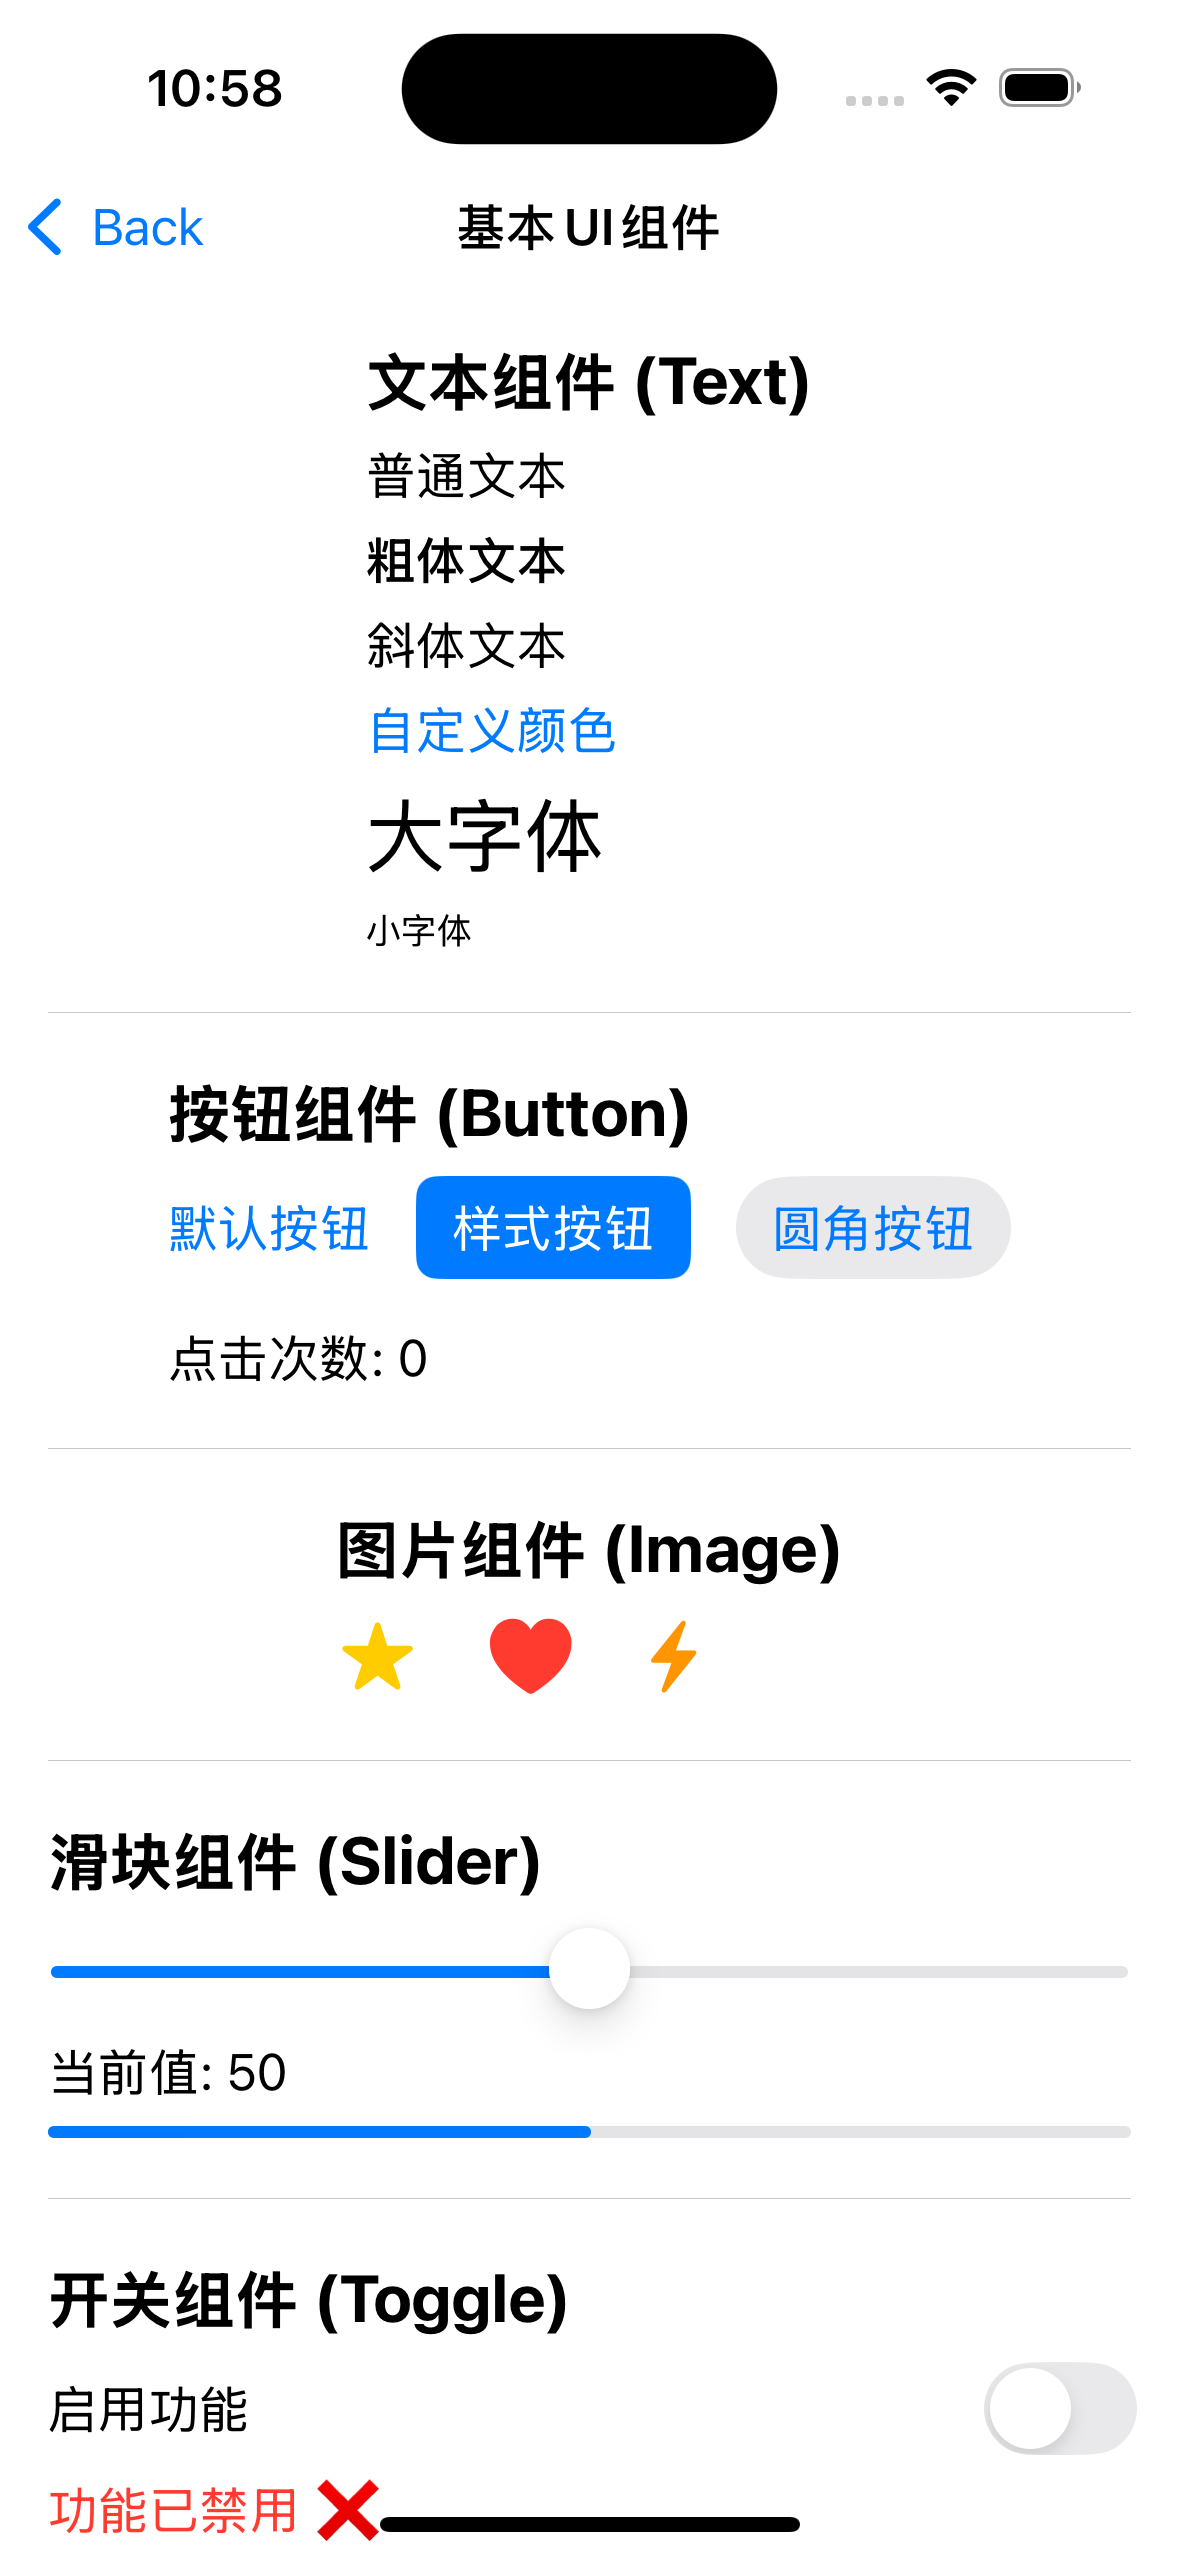 10:58
Back
基本 UI 组件
文本组件 (Text)
普通文本
粗体文本
斜体文本
自定义颜色
大字体
小字体
按钮组件 (Button)
默认按钮 样式按钮 圆角按钮
点击次数: 0
图片组件 (Image)
滑块组件 (Slider)
当前值: 50
开关组件 (Toggle)
启用功能
功能已禁用 ❌